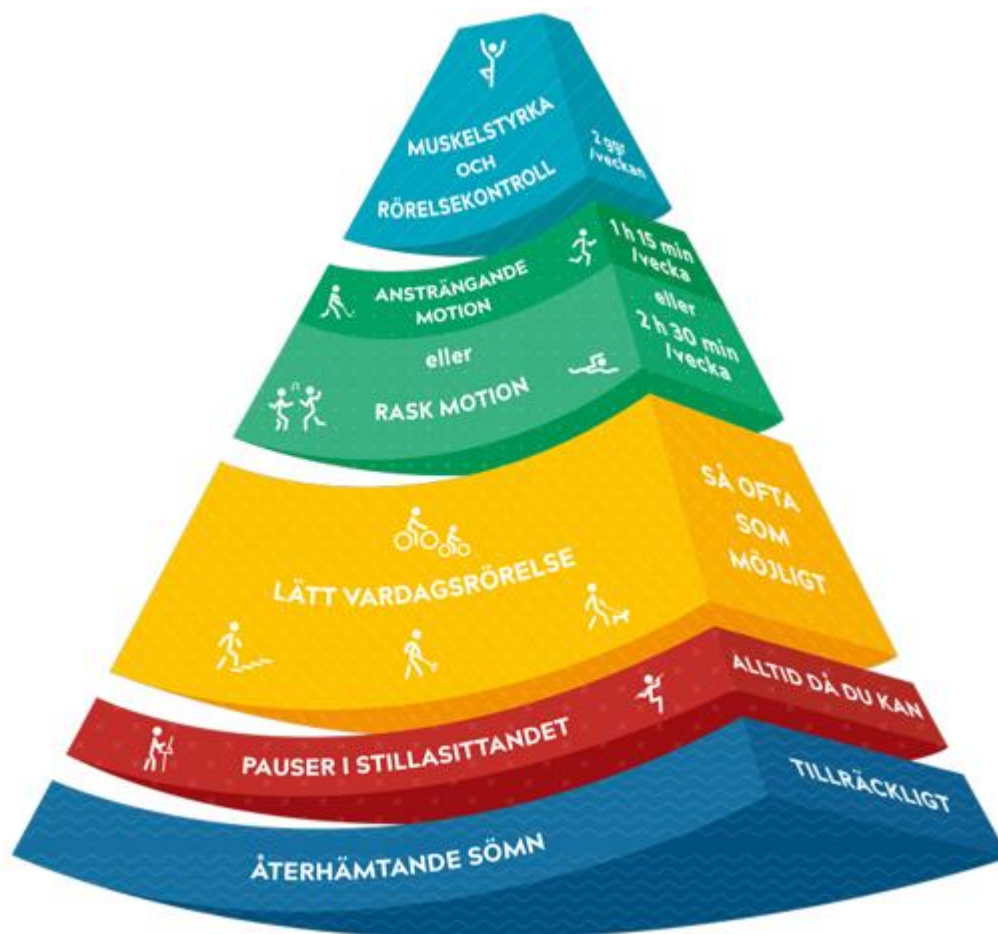 MUSKELSTYRKA
OCH
RÖRELSEKONTROLL
2 ggr
/veckan
ANSTRÄNGANDE
MOTION
1 h 15 min
/vecka
eller
RASK MOTION
eller
2 h 30 min
/vecka
LÄTT VARDAGSRÖRELSE
SÅ OFTA
SOM
MÖJLIGT
PAUSER I STILLASITTANDET
ALLTID DÅ DU KAN
ÅTERHÄMTANDE SÖMN
TILLRÄCKLIGT